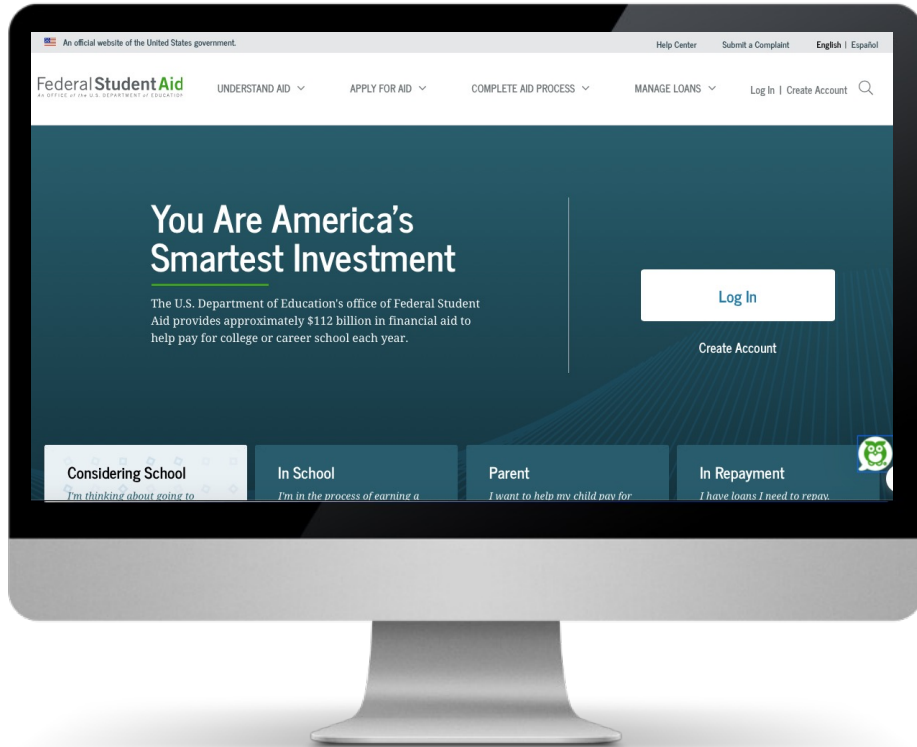 An official website of the United States government.
Help Center Submit a Complaint English | Español
Federal Student Aid
An OFFICE of the U.S. DEPARTMENT of EDUCATION
UNDERSTAND AID APPLY FOR AID COMPLETE AID PROCESS MANAGE LOANS Log In | Create Account
You Are America's
Smartest Investment
The U.S. Department of Education's office of Federal Student
Aid provides approximately $112 billion in financial aid to
help pay for college or career school each year.
Log In
Create Account
Considering School
I'm thinking about going to
In School
I'm in the process of earning a
Parent
I want to help my child pay for
In Repayment
I have loans I need to repay.